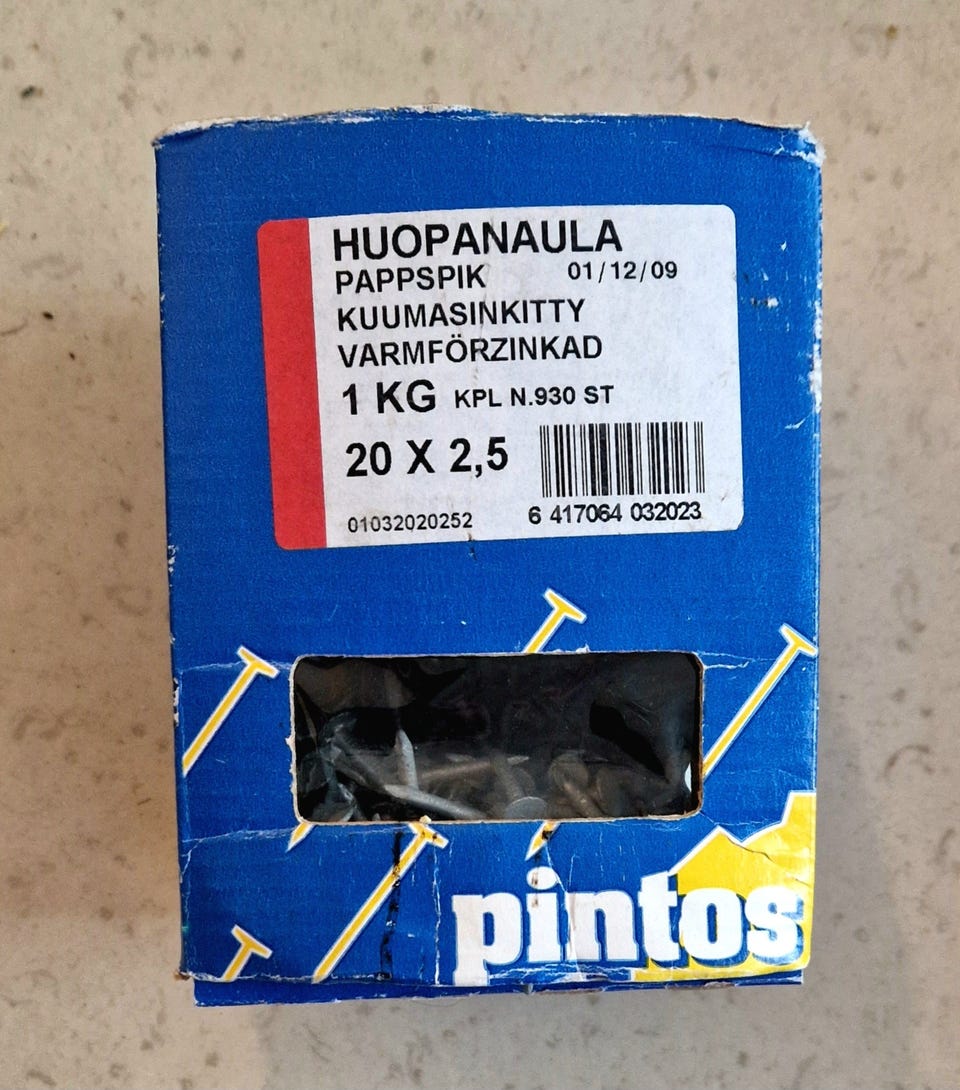 HUOPANAULA
PAPPSPIK 01/12/09
KUUMASINKITTY
VARMFÖRZINKAD
1 KG KPL N.930 ST
20 X 2,5
01032020252 6 417064 032023
pintos